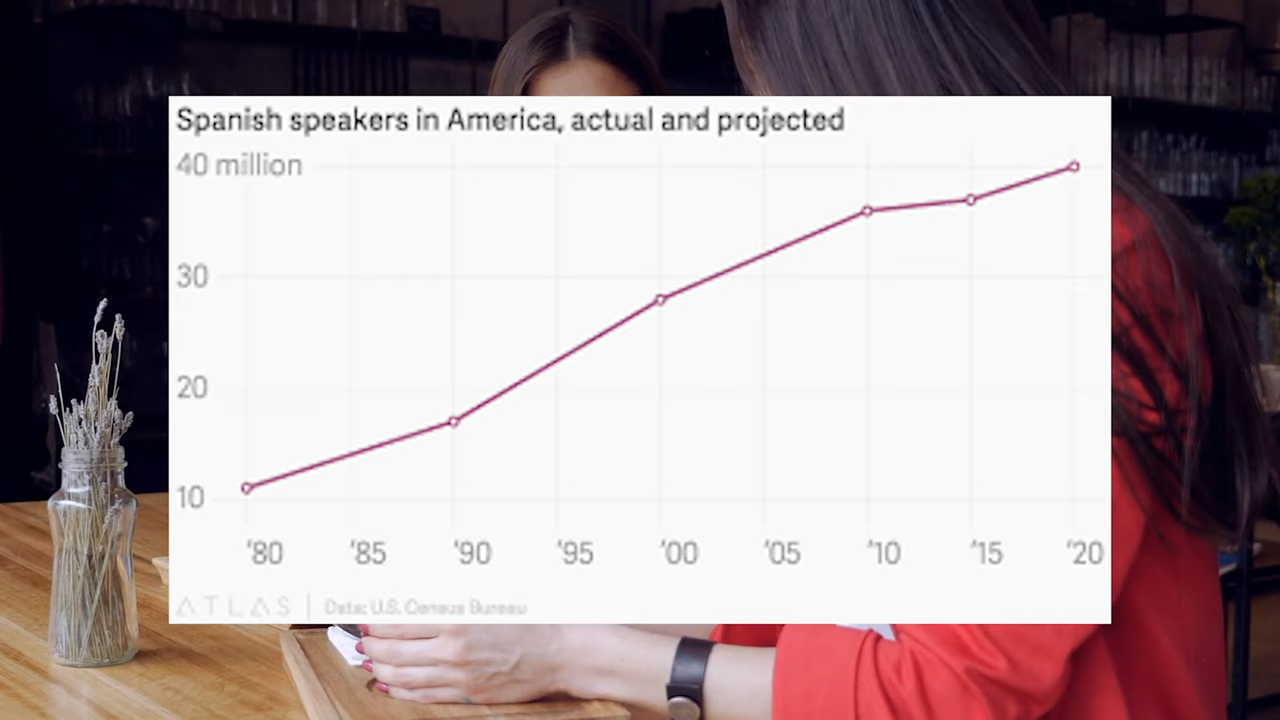 Spanish speakers in America, actual and projected
40 million
30
20
10
‘80 ‘85 ‘90 ‘95 ‘00 ‘05 ‘10 ‘15 ‘20
ATLAS | Data: U.S. Census Bureau